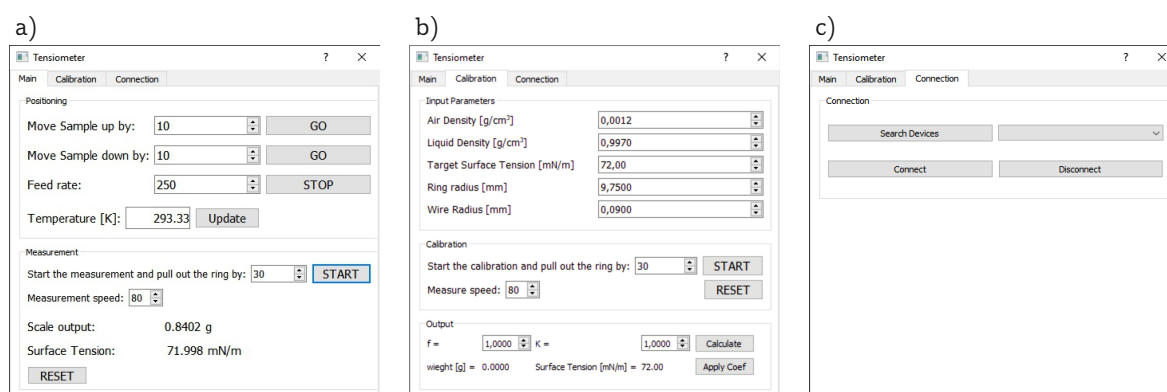 a)
Tensiometer ? ×
Main Calibration Connection
Positioning
Move Sample up by: 10 GO
Move Sample down by: 10 GO
Feed rate: 250 STOP
Temperature [K]: 293.33 Update
Measurement
Start the measurement and pull out the ring by: 30 START
Measurement speed: 80
Scale output: 0.8402 g
Surface Tension: 71.998 mN/m
RESET
b)
Tensiometer ? ×
Main Calibration Connection
Input Parameters
Air Density [g/cm³] 0,0012
Liquid Density [g/cm³] 0,9970
Target Surface Tension [mN/m] 72,00
Ring radius [mm] 9,7500
Wire Radius [mm] 0,0900
Calibration
Start the calibration and pull out the ring by: 30 START
Measure speed: 80 RESET
Output
f = 1,0000 K = 1,0000 Calculate
wieght [g] = 0.0000 Surface Tension [mN/m] = 72.00 Apply Coef
c)
Tensiometer ? ×
Main Calibration Connection
Connection
Search Devices
Connect Disconnect